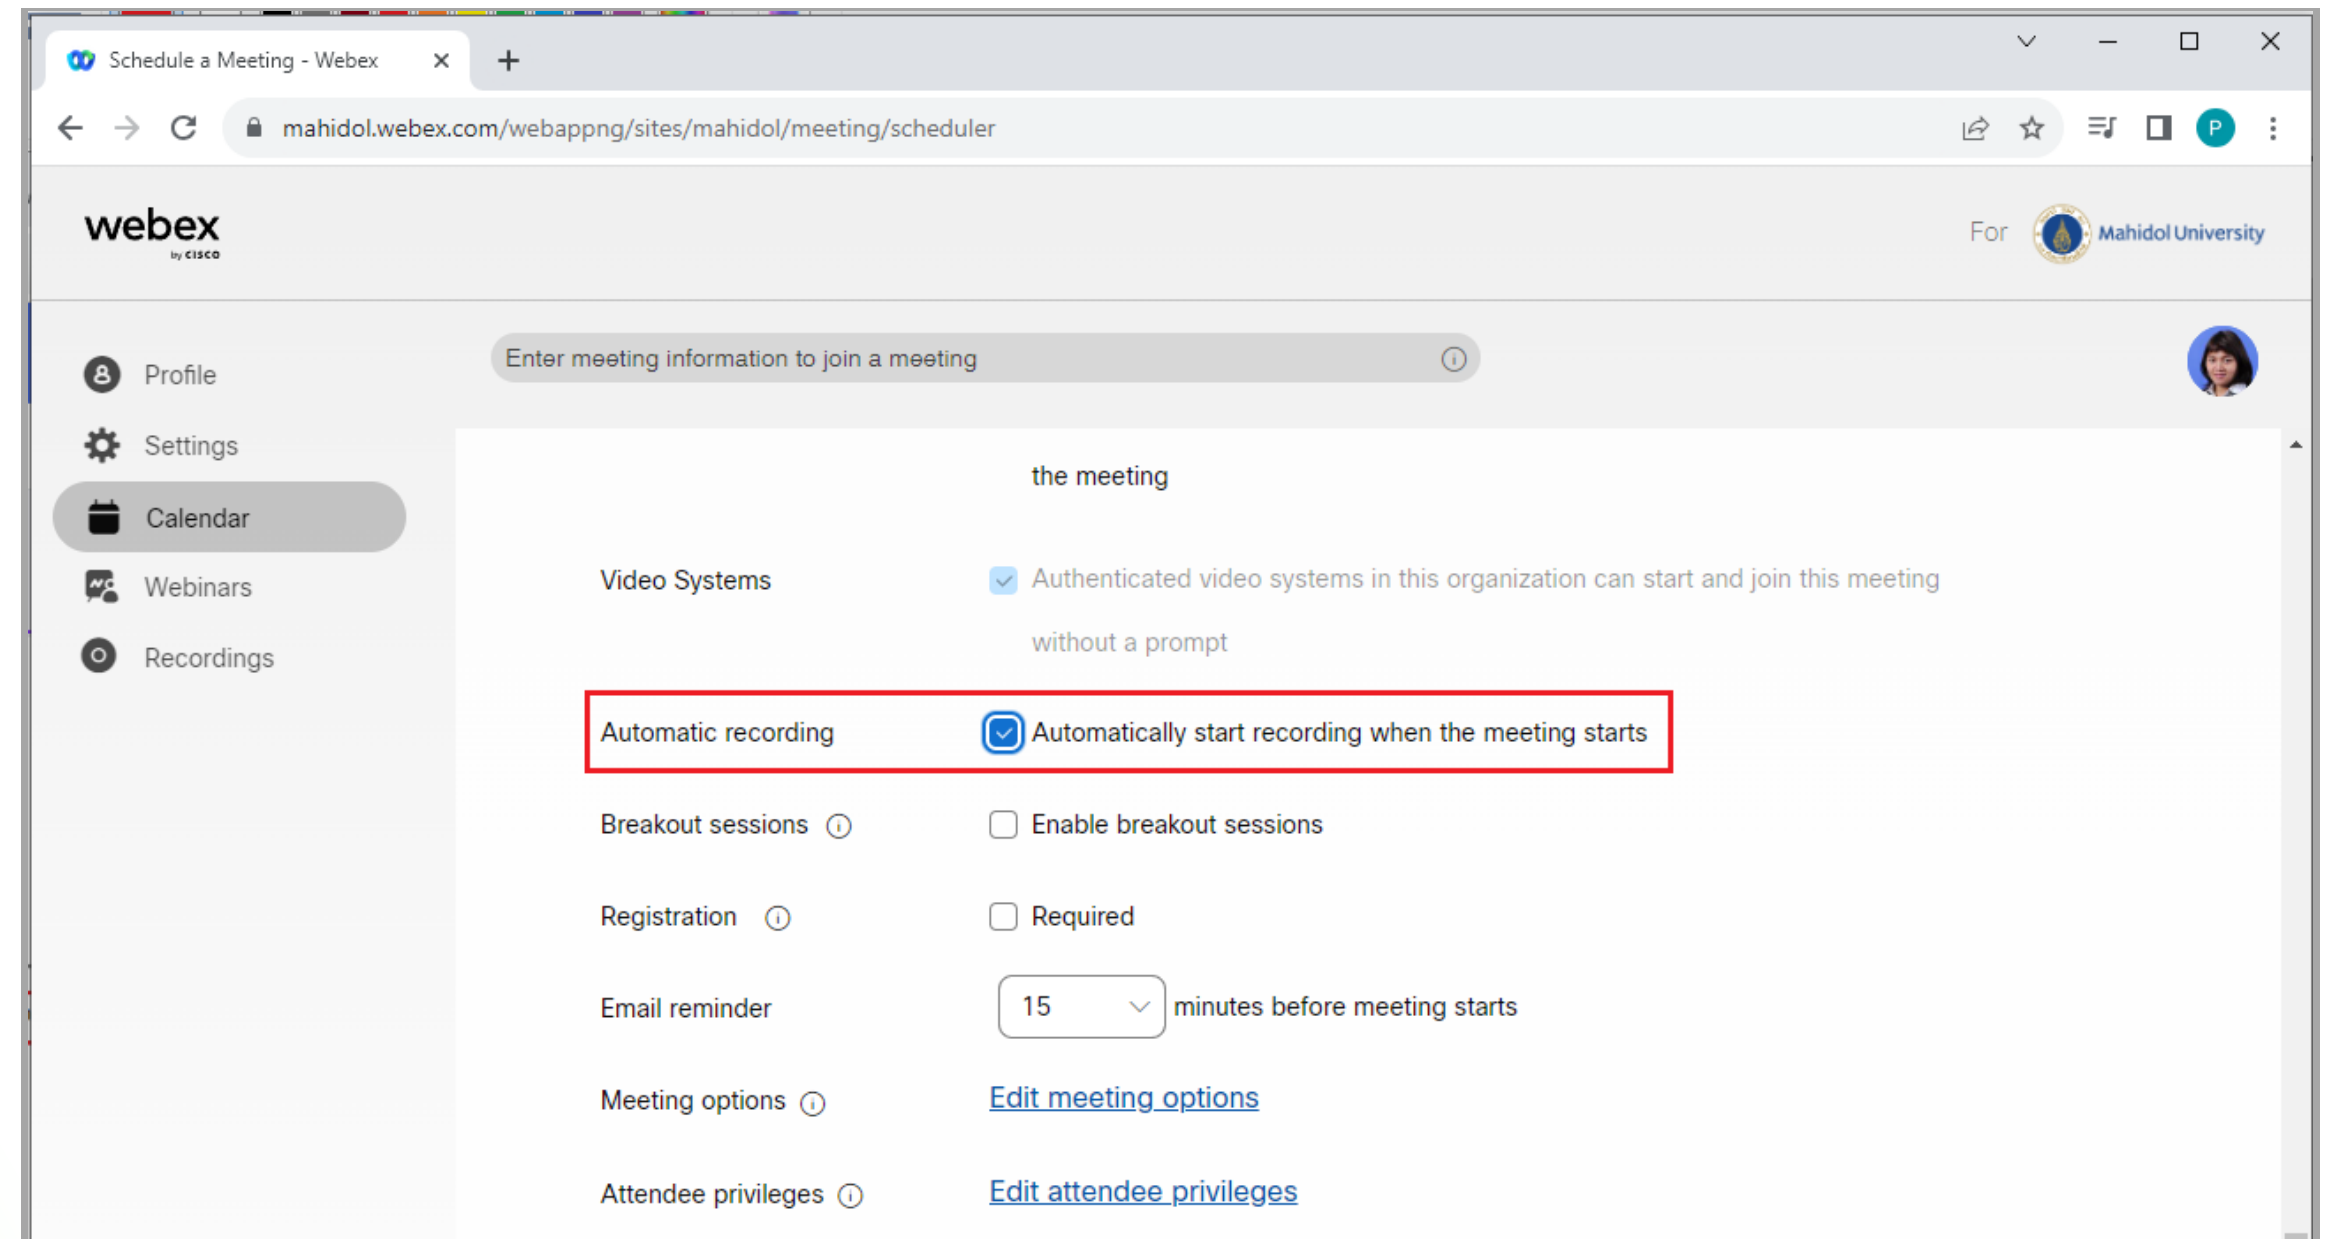 Schedule a Meeting - Webex
mahidol.webex.com/webappng/sites/mahidol/meeting/scheduler
P
webex
by CISCO
For Mahidol University
Enter meeting information to join a meeting
Profile
Settings
Calendar
Webinars
Recordings
the meeting
Video Systems Authenticated video systems in this organization can start and join this meeting
without a prompt
Automatic recording Automatically start recording when the meeting starts
Breakout sessions Enable breakout sessions
Registration Required
Email reminder 15 minutes before meeting starts
Meeting options Edit meeting options
Attendee privileges Edit attendee privileges